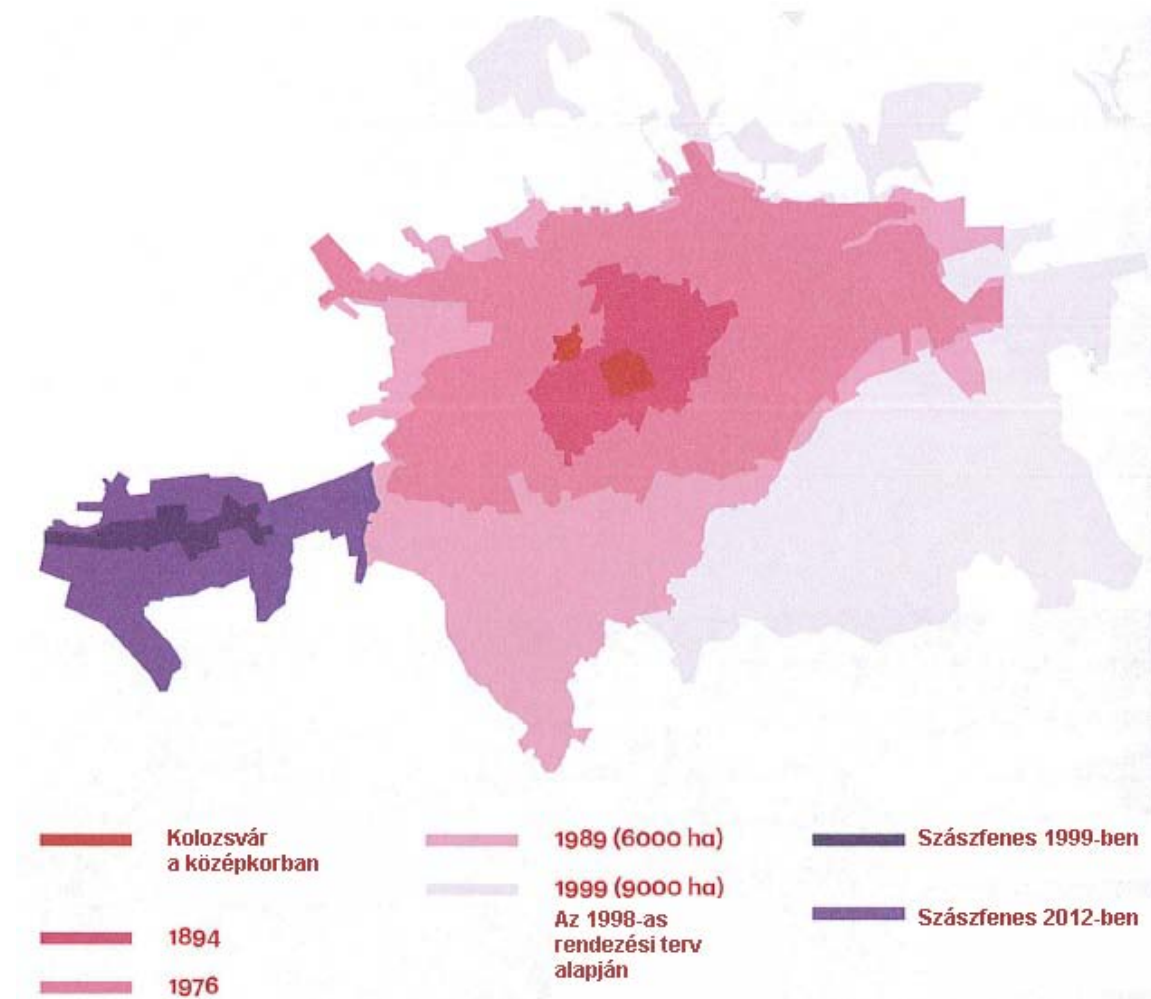 Kolozsvár
a középkorban
1894
1976
1989 (6000 ha)
1999 (9000 ha)
Az 1998-as
rendezési terv
alapján
Szászfenes 1999-ben
Szászfenes 2012-ben